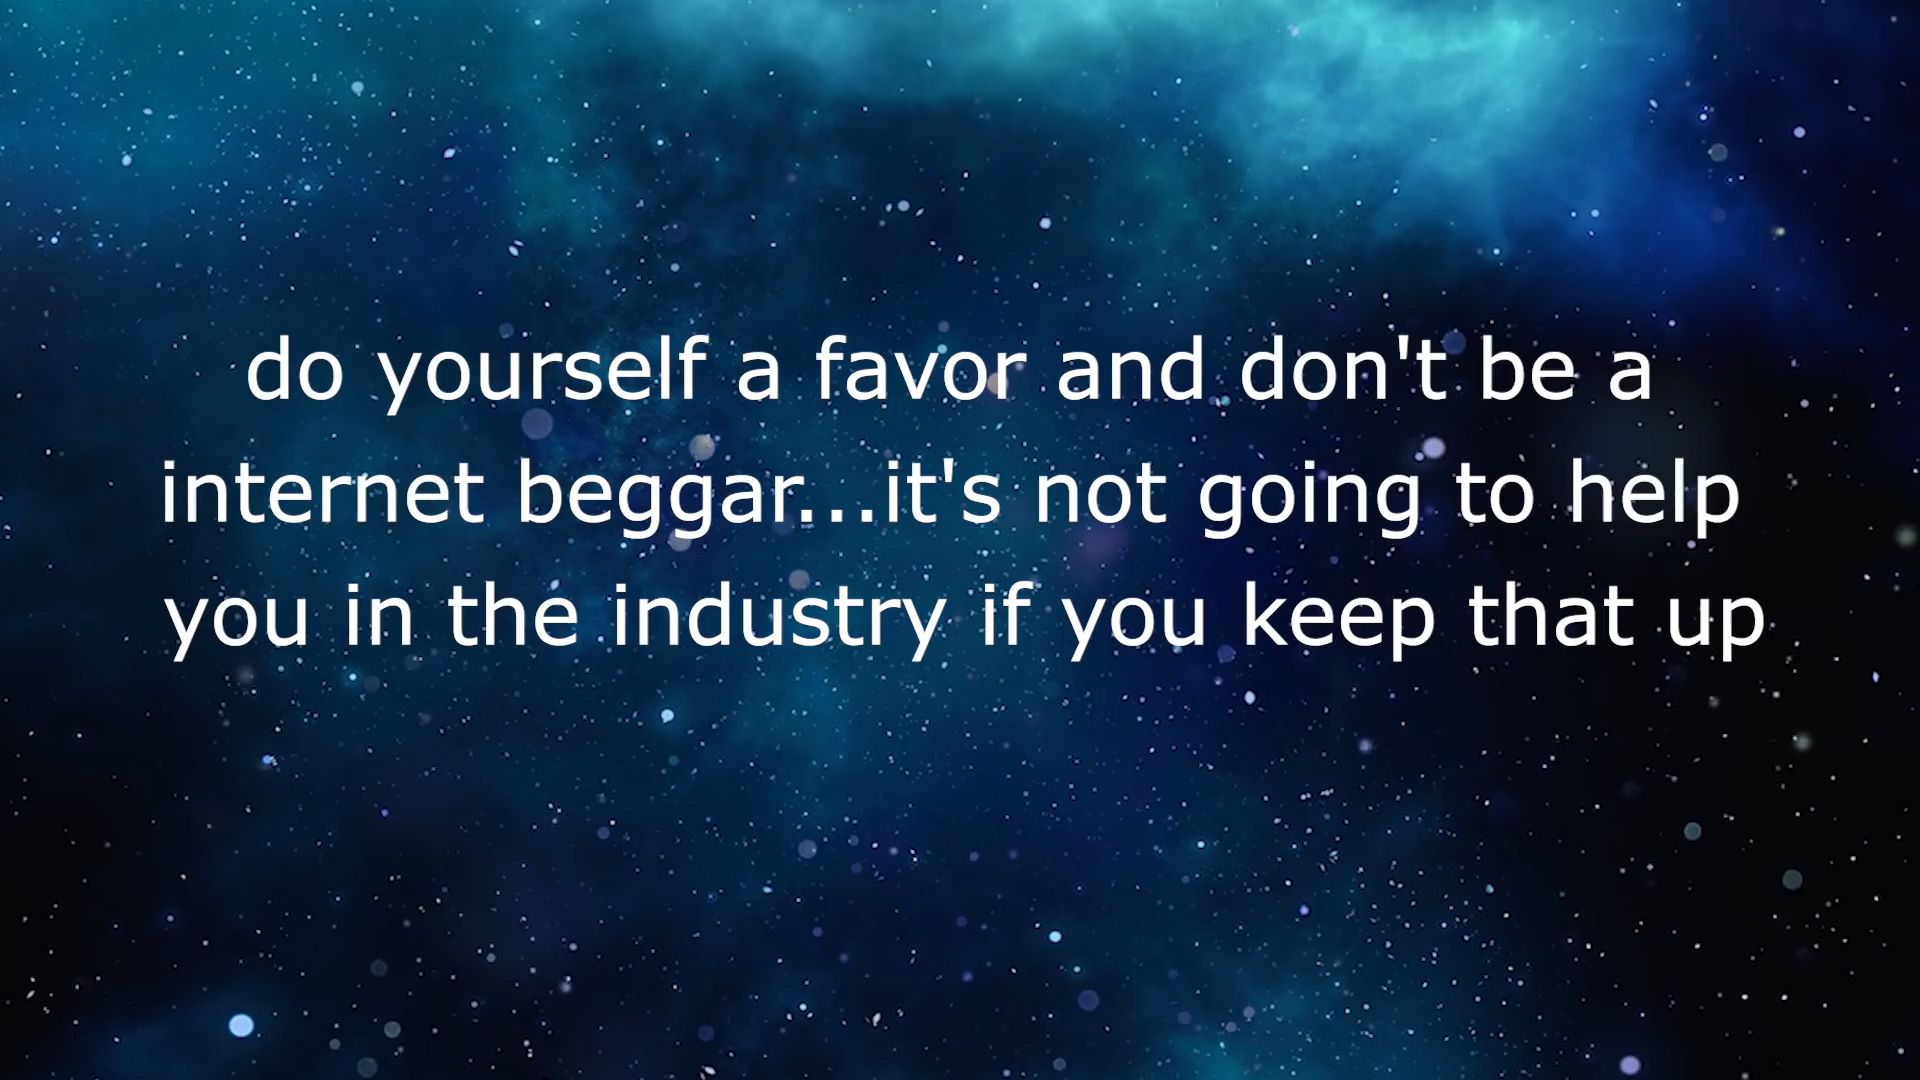 do yourself a favor and don't be a
internet beggar...it's not going to help
you in the industry if you keep that up